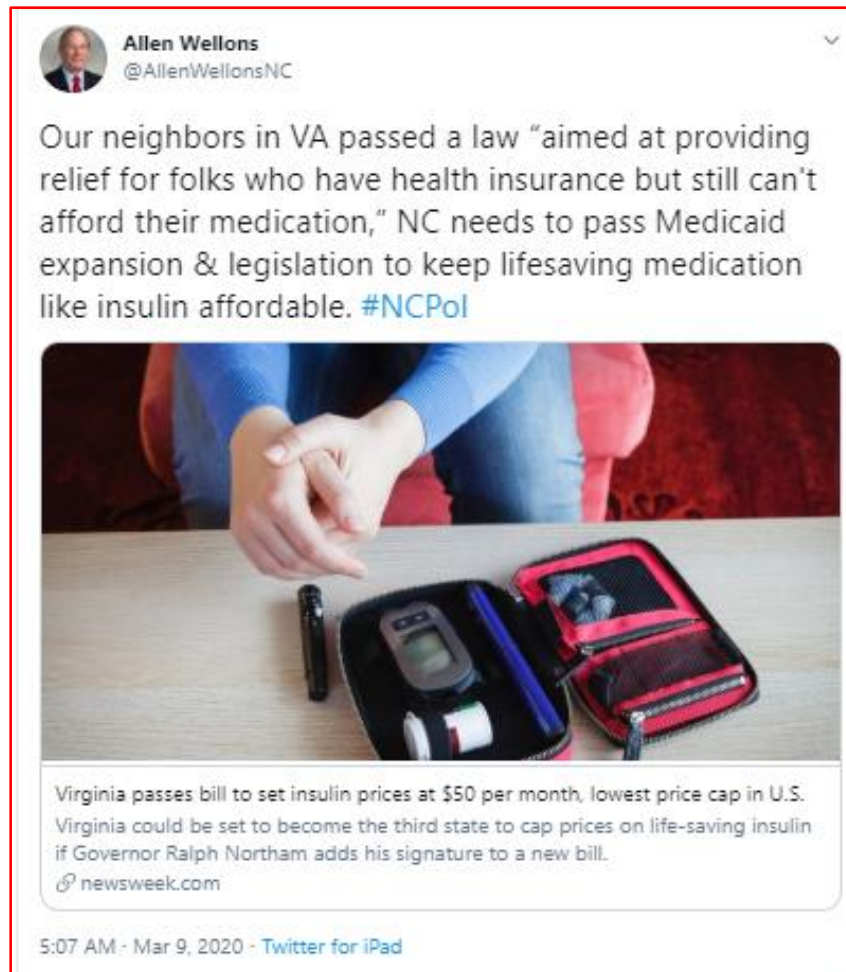 Allen Wellons
@AllenWellonsNC
Our neighbors in VA passed a law “aimed at providing
relief for folks who have health insurance but still can't
afford their medication,” NC needs to pass Medicaid
expansion & legislation to keep lifesaving medication
like insulin affordable. #NCPol
Virginia passes bill to set insulin prices at $50 per month, lowest price cap in U.S.
Virginia could be set to become the third state to cap prices on life-saving insulin
if Governor Ralph Northam adds his signature to a new bill.
newsweek.com
5:07 AM · Mar 9, 2020 · Twitter for iPad